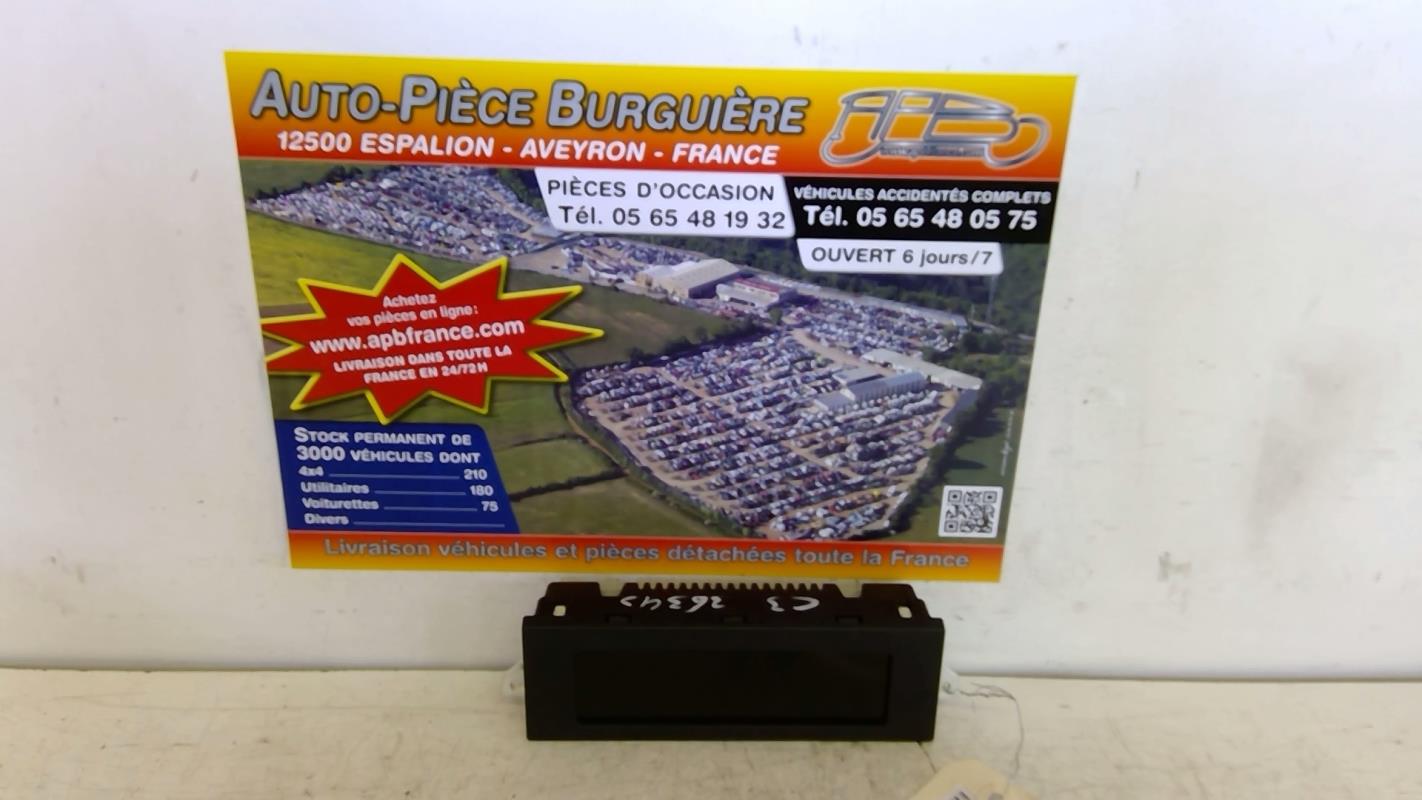 AUTO-PIÈCE BURGUIÈRE
12500 ESPALION - AVEYRON - FRANCE
APB
PIÈCES D'OCCASION
Tél. 05 65 48 19 32
VÉHICULES ACCIDENTÉS COMPLETS
Tél. 05 65 48 05 75
OUVERT 6 jours/7
Achetez
vos pièces en ligne:
www.apbfrance.com
LIVRAISON DANS TOUTE LA
FRANCE EN 24/72H
STOCK PERMANENT DE
3000 VÉHICULES DONT
4x4 210
Utilitaires 180
Voiturettes 75
Divers
Livraison véhicules et pièces détachées toute la France
C3